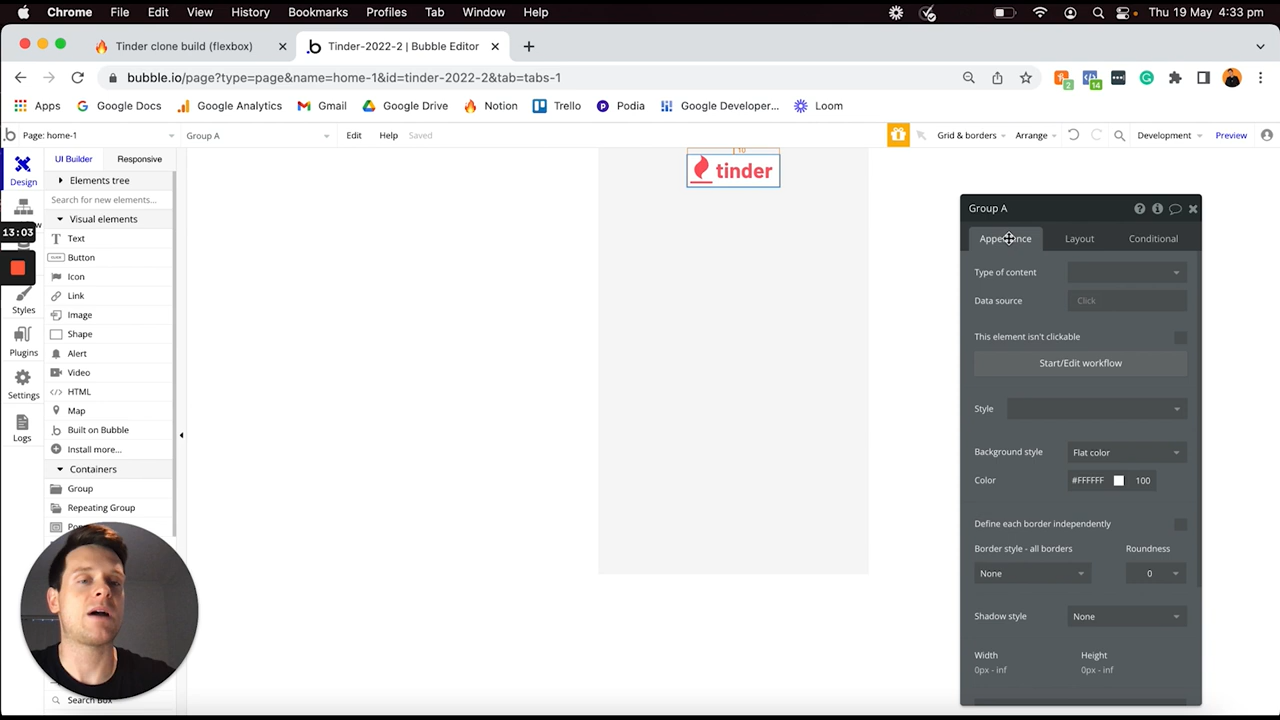 Chrome File Edit View History Bookmarks Profiles Tab Window Help Thu 19 May 4:33 pm
Tinder clone build (flexbox) Tinder-2022-2 | Bubble Editor
bubble.io/page?type=page&name=home-1&id=tinder-2022-2&tab=tabs-1 2 14
Apps Google Docs Google Analytics Gmail Google Drive Notion Trello Podia Google Developer... Loom
Page: home-1 Group A Edit Help Saved Grid & borders Arrange Development Preview
Design
13:03
Styles
Plugins
Settings
Logs
UI Builder Responsive
Elements tree
Search for new elements...
Visual elements
Text
Button
Icon
Link
Image
Shape
Alert
Video
HTML
Map
Built on Bubble
Install more...
Containers
Group
Repeating Group
Search Box
10
tinder
Group A
Appearance Layout Conditional
Type of content
Data source Click
This element isn't clickable
Start/Edit workflow
Style
Background style Flat color
Color #FFFFFF 100
Define each border independently
Border style - all borders Roundness
None 0
Shadow style None
Width Height
0px - inf 0px - inf